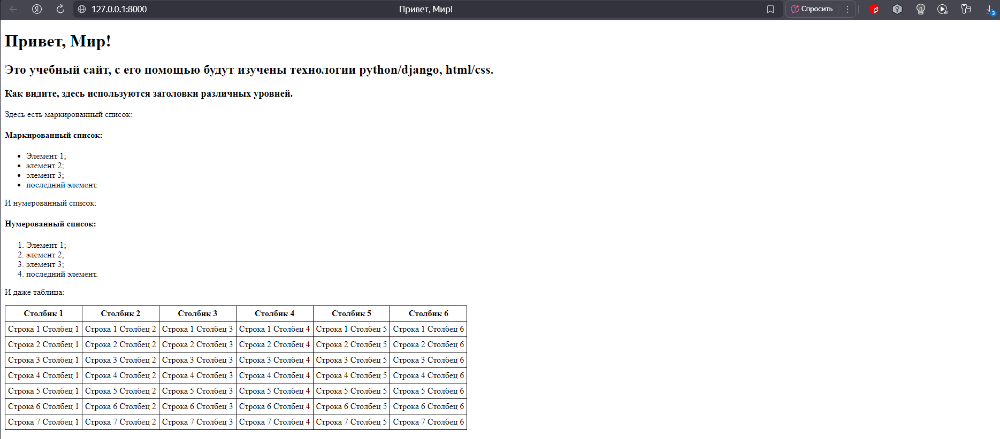 Я 127.0.0.1:8000 Привет, Мир! Спросить 3
Привет, Мир!
Это учебный сайт, с его помощью будут изучены технологии python/django, html/css.
Как видите, здесь используются заголовки различных уровней.
Здесь есть маркированный список:
Маркированный список:
• Элемент 1;
• элемент 2;
• элемент 3;
• последний элемент.
И нумерованный список:
Нумерованный список:
1. Элемент 1;
2. элемент 2;
3. элемент 3;
4. последний элемент.
И даже таблица:
Столбик 1 Столбик 2 Столбик 3 Столбик 4 Столбик 5 Столбик 6
Строка 1 Столбец 1 Строка 1 Столбец 2 Строка 1 Столбец 3 Строка 1 Столбец 4 Строка 1 Столбец 5 Строка 1 Столбец 6
Строка 2 Столбец 1 Строка 2 Столбец 2 Строка 2 Столбец 3 Строка 2 Столбец 4 Строка 2 Столбец 5 Строка 2 Столбец 6
Строка 3 Столбец 1 Строка 3 Столбец 2 Строка 3 Столбец 3 Строка 3 Столбец 4 Строка 3 Столбец 5 Строка 3 Столбец 6
Строка 4 Столбец 1 Строка 4 Столбец 2 Строка 4 Столбец 3 Строка 4 Столбец 4 Строка 4 Столбец 5 Строка 4 Столбец 6
Строка 5 Столбец 1 Строка 5 Столбец 2 Строка 5 Столбец 3 Строка 5 Столбец 4 Строка 5 Столбец 5 Строка 5 Столбец 6
Строка 6 Столбец 1 Строка 6 Столбец 2 Строка 6 Столбец 3 Строка 6 Столбец 4 Строка 6 Столбец 5 Строка 6 Столбец 6
Строка 7 Столбец 1 Строка 7 Столбец 2 Строка 7 Столбец 3 Строка 7 Столбец 4 Строка 7 Столбец 5 Строка 7 Столбец 6